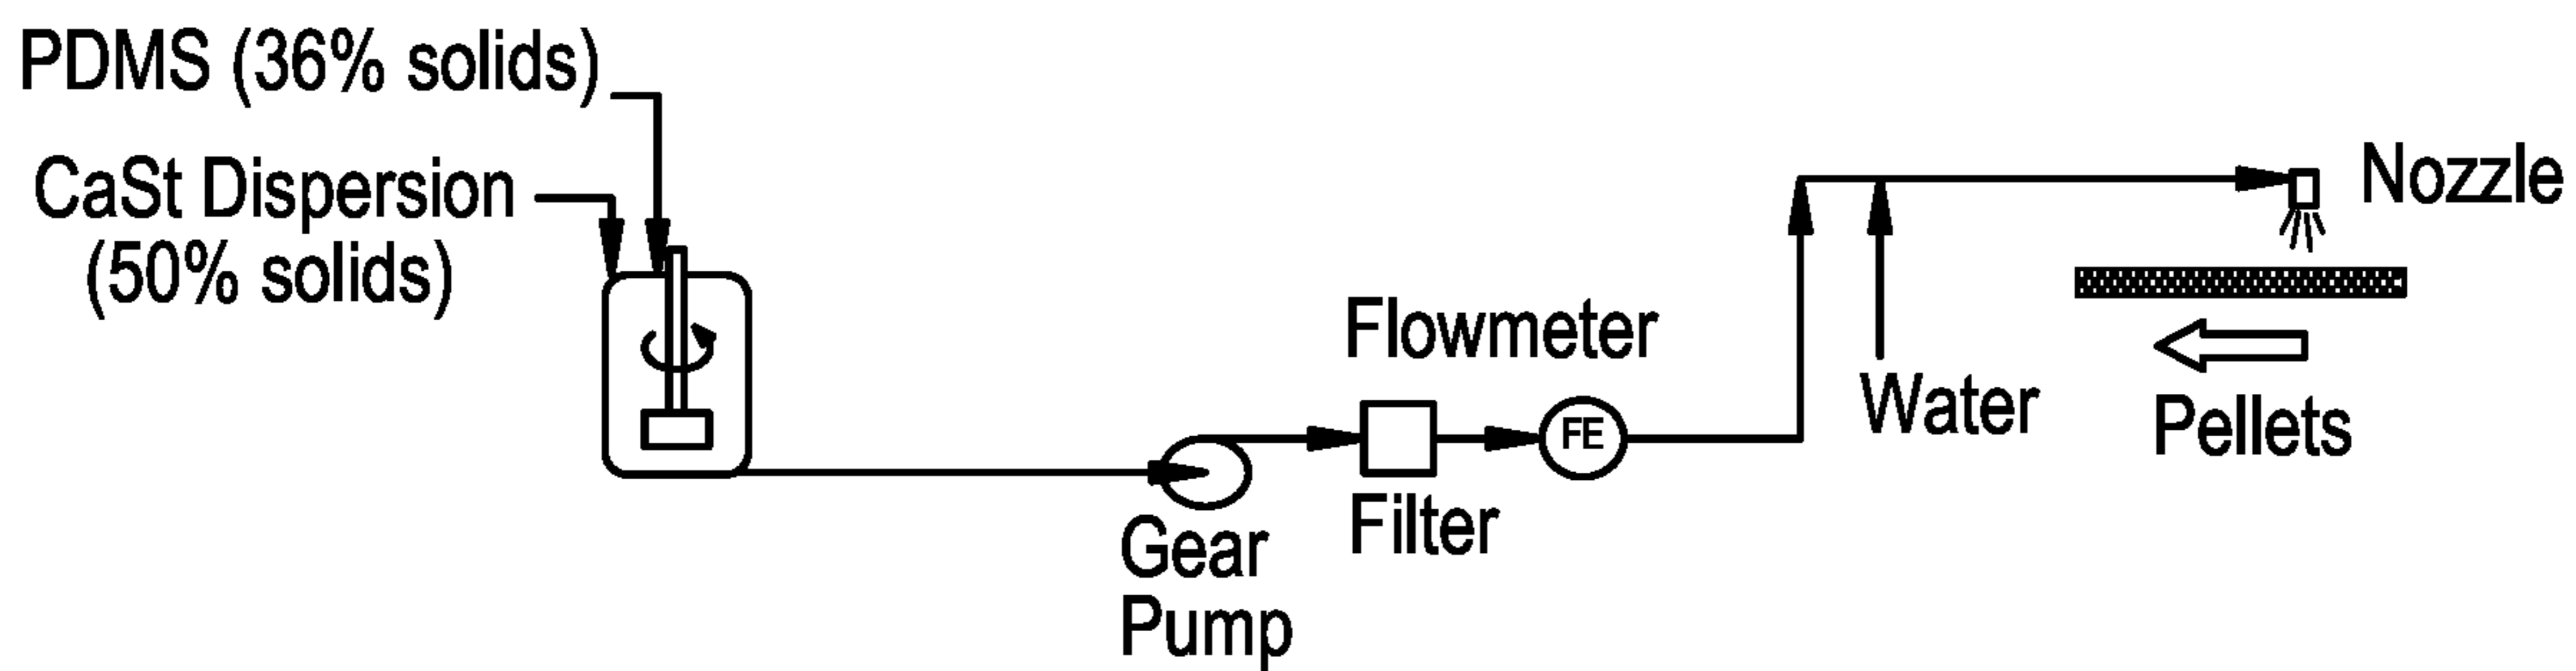 PDMS (36% solids)
CaSt Dispersion
(50% solids)
Nozzle
Flowmeter
FE
Water
Pellets
Filter
Gear
Pump